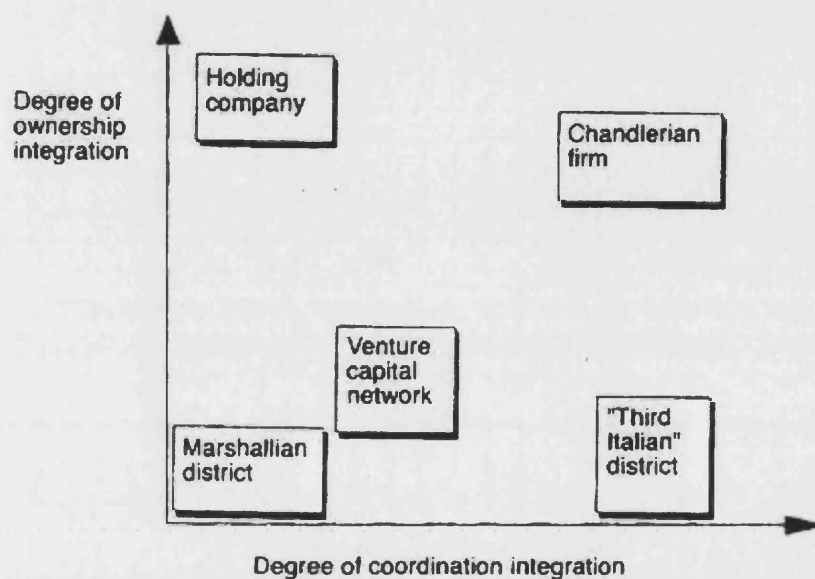 Holding
company
Degree of
ownership
integration
Chandlerian
firm
Venture
capital
network
Marshallian
district
"Third
Italian"
district
Degree of coordination integration